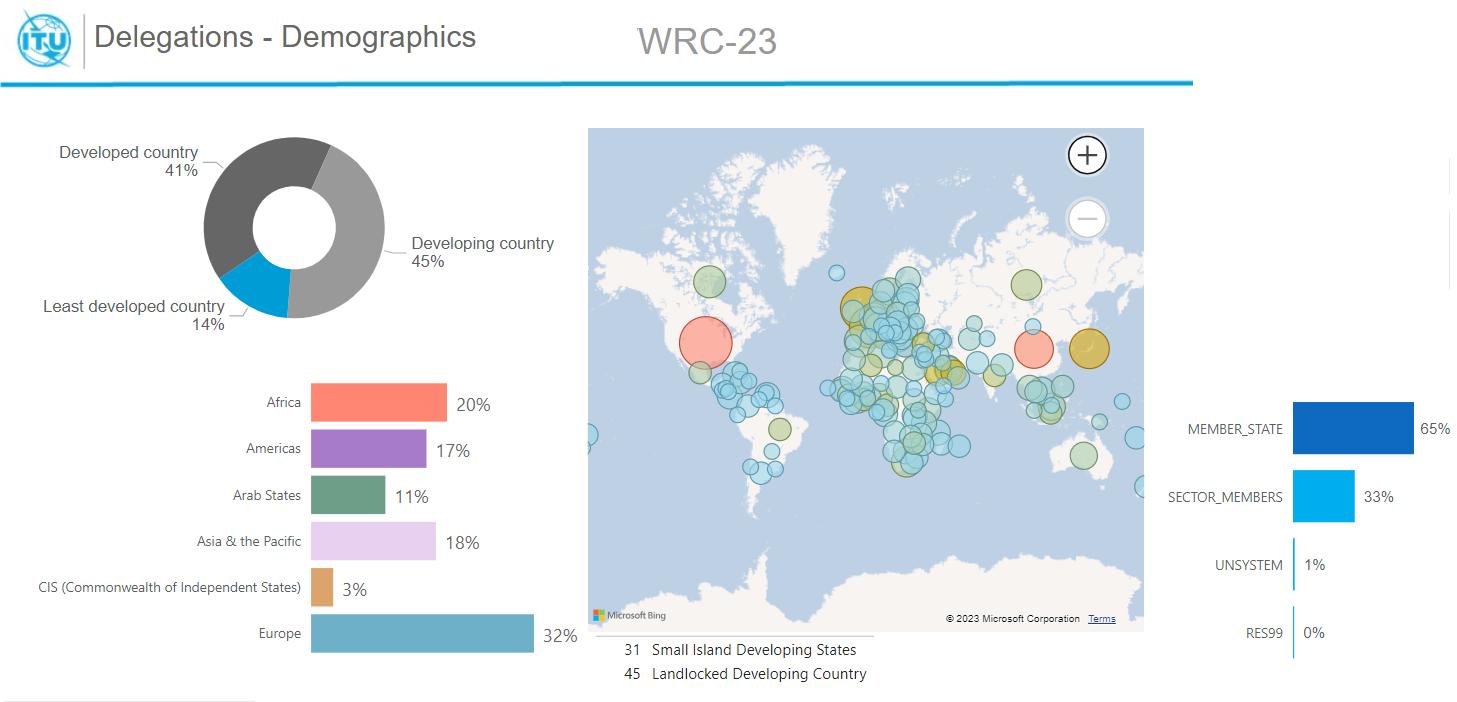 ITU
Delegations - Demographics
WRC-23
Developed country
41%
Developing country
45%
Least developed country
14%
Africa
20%
Americas
17%
Arab States
11%
Asia & the Pacific
18%
CIS (Commonwealth of Independent States)
3%
Europe
32%
Microsoft Bing
© 2023 Microsoft Corporation Terms
31 Small Island Developing States
45 Landlocked Developing Country
MEMBER_STATE
65%
SECTOR_MEMBERS
33%
UNSYSTEM
1%
RES99
0%